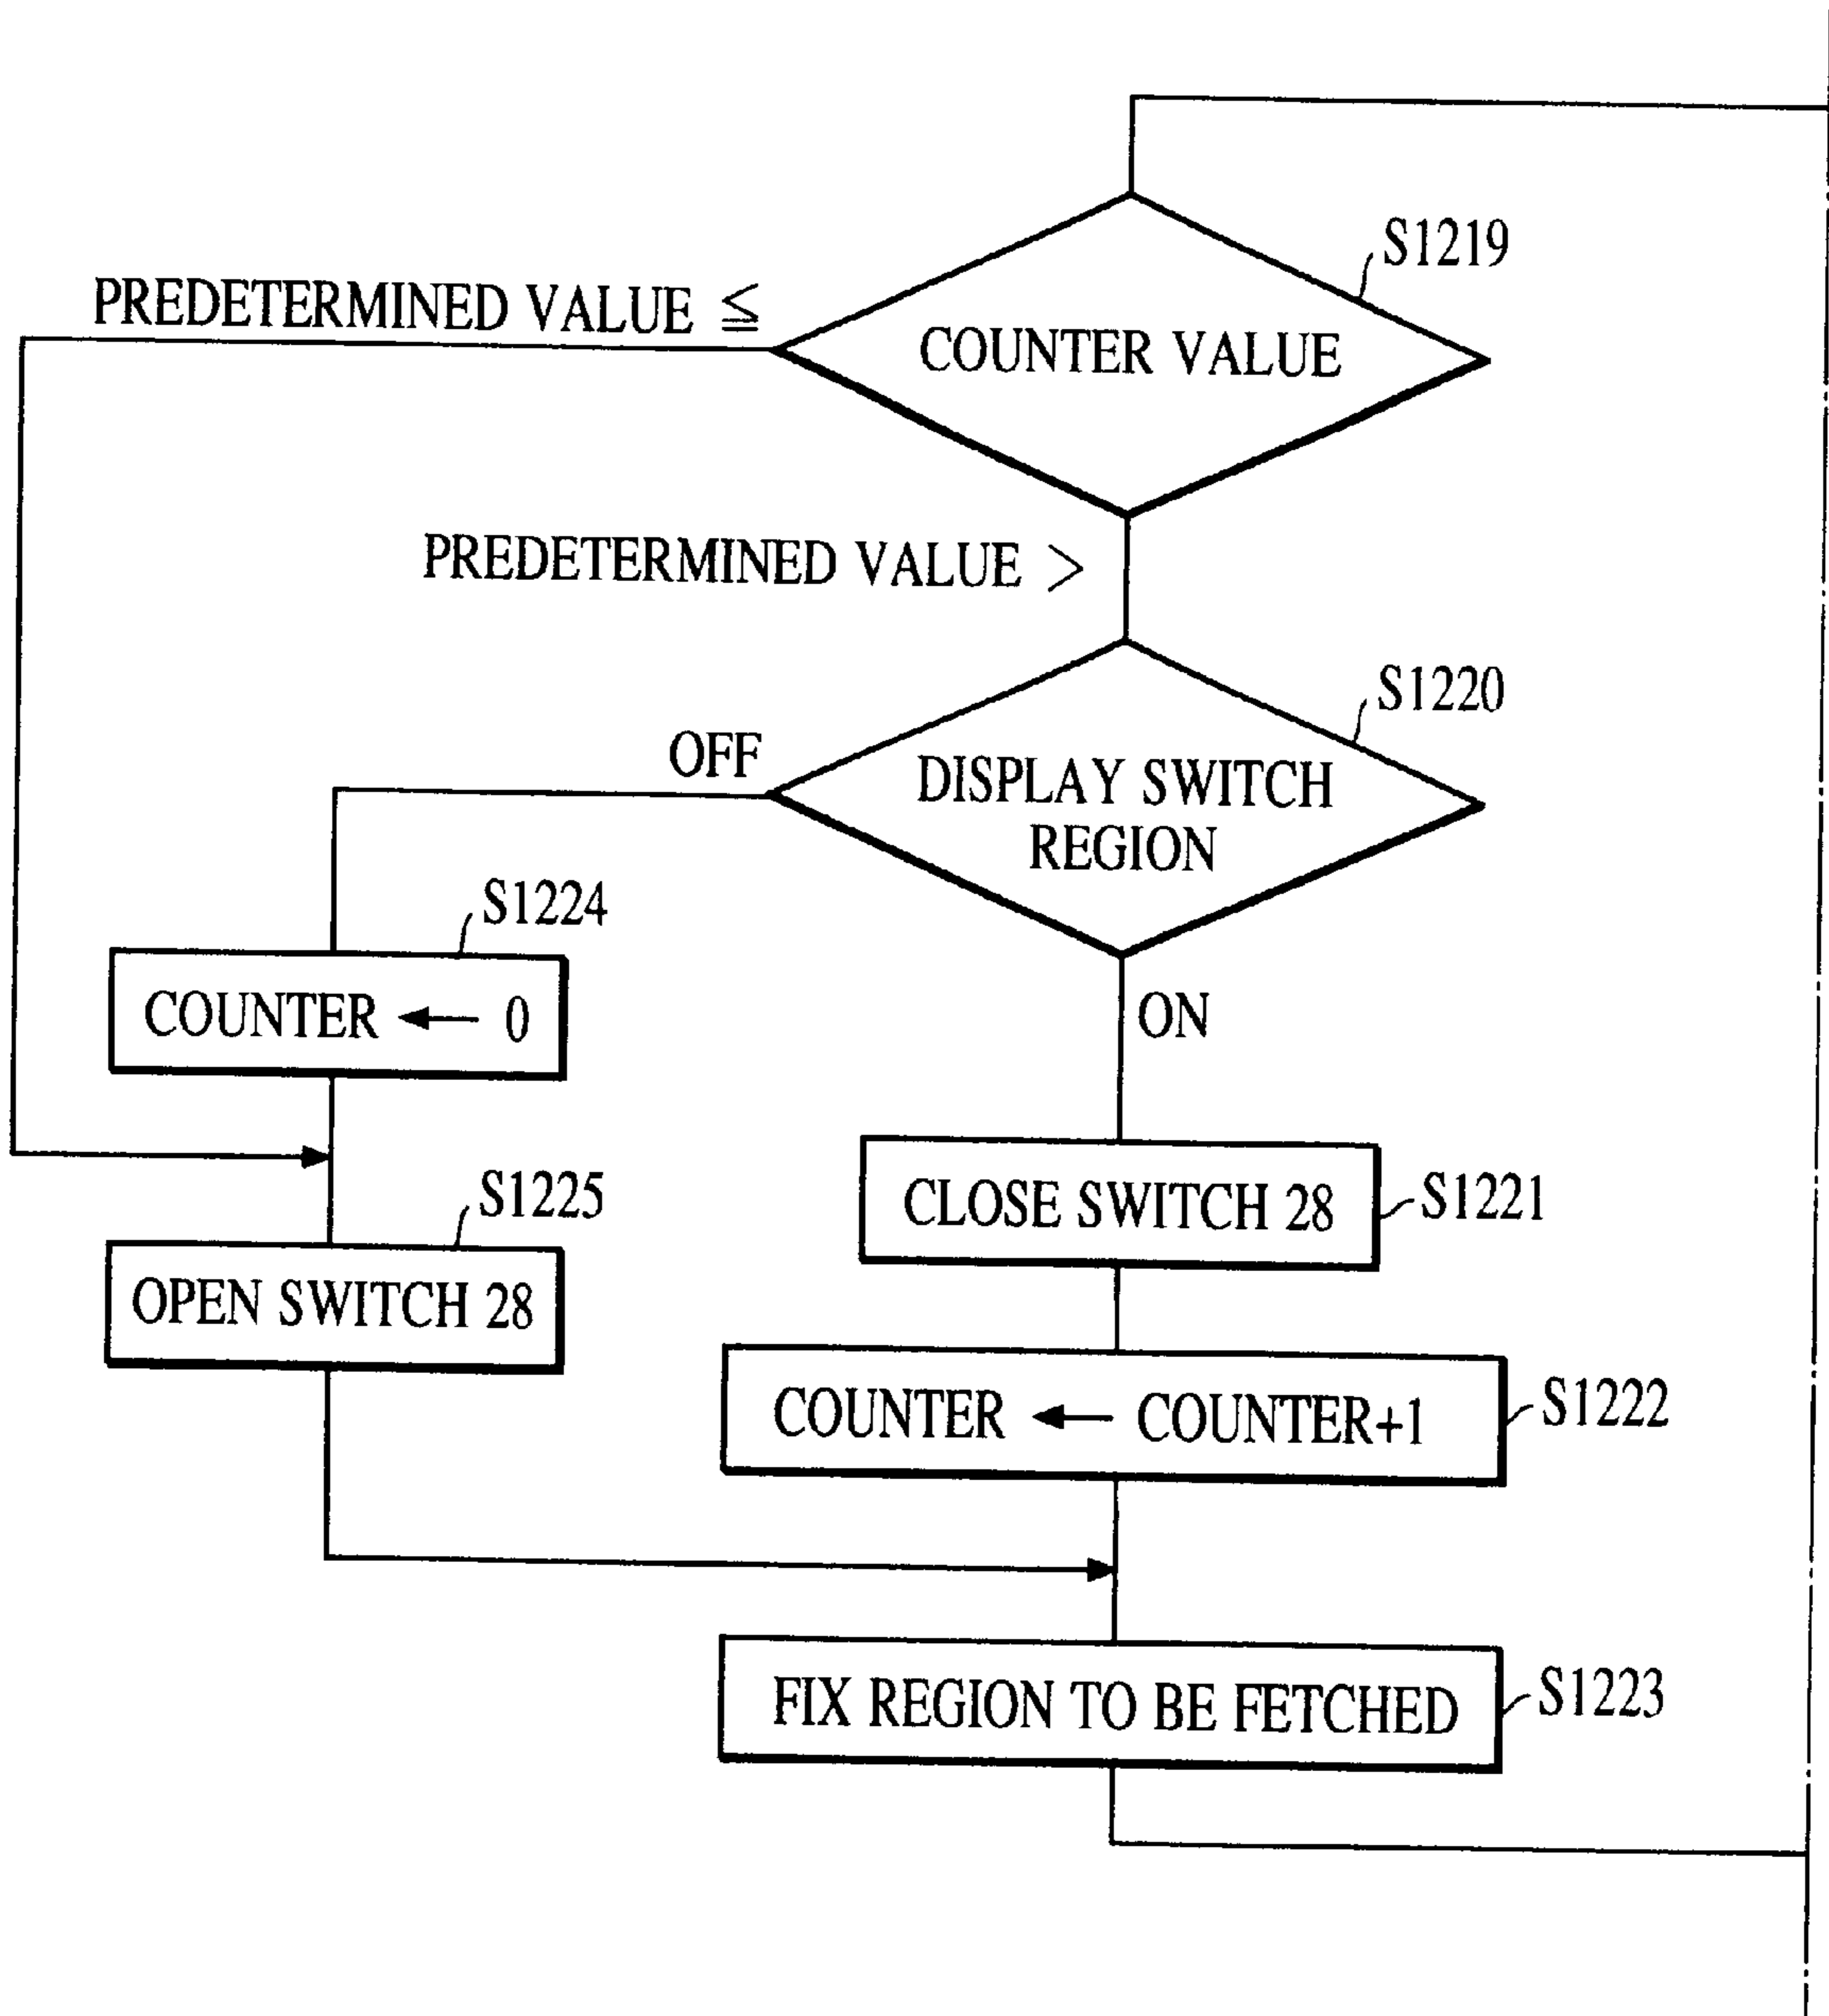 S1219
PREDETERMINED VALUE ≦
COUNTER VALUE
PREDETERMINED VALUE >
S1220
OFF
DISPLAY SWITCH
REGION
S1224
COUNTER ← 0
ON
S1225
CLOSE SWITCH 28
S1221
OPEN SWITCH 28
COUNTER ← COUNTER+1
S1222
FIX REGION TO BE FETCHED
S1223